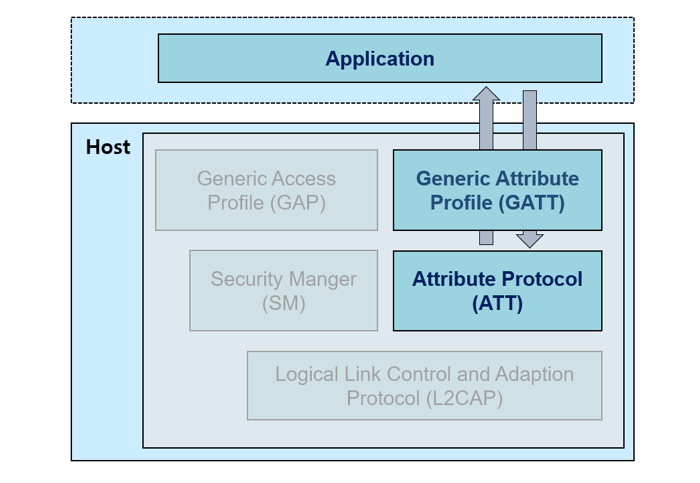 Application
Host
Generic Access
Profile (GAP)
Generic Attribute
Profile (GATT)
Security Manger
(SM)
Attribute Protocol
(ATT)
Logical Link Control and Adaption
Protocol (L2CAP)